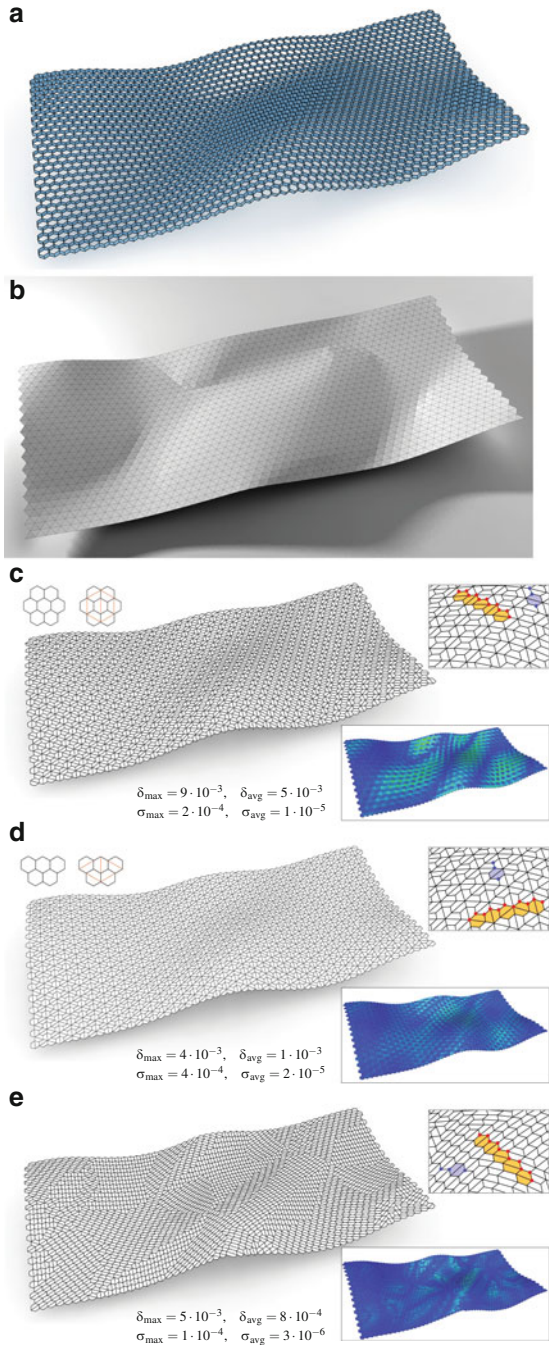 a
b
c
δmax = 9·10⁻³, δavg = 5·10⁻³
σmax = 2·10⁻⁴, σavg = 1·10⁻⁵
d
δmax = 4·10⁻³, δavg = 1·10⁻³
σmax = 4·10⁻⁴, σavg = 2·10⁻⁵
e
δmax = 5·10⁻³, δavg = 8·10⁻⁴
σmax = 1·10⁻⁴, σavg = 3·10⁻⁶